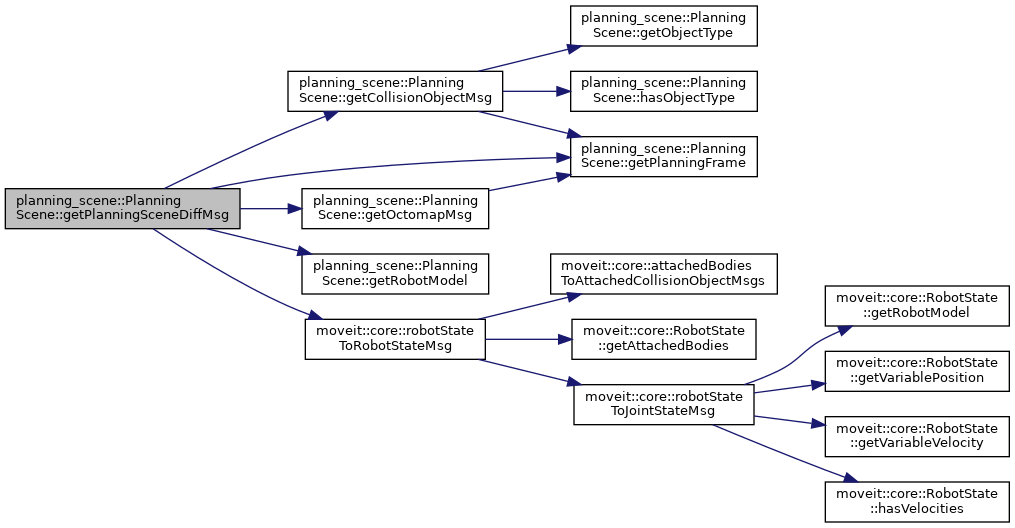 planning_scene::Planning
Scene::getPlanningSceneDiffMsg
planning_scene::Planning
Scene::getCollisionObjectMsg
planning_scene::Planning
Scene::getObjectType
planning_scene::Planning
Scene::hasObjectType
planning_scene::Planning
Scene::getPlanningFrame
planning_scene::Planning
Scene::getOctomapMsg
planning_scene::Planning
Scene::getRobotModel
moveit::core::robotState
ToRobotStateMsg
moveit::core::attachedBodies
ToAttachedCollisionObjectMsgs
moveit::core::RobotState
::getAttachedBodies
moveit::core::robotState
ToJointStateMsg
moveit::core::RobotState
::getRobotModel
moveit::core::RobotState
::getVariablePosition
moveit::core::RobotState
::getVariableVelocity
moveit::core::RobotState
::hasVelocities